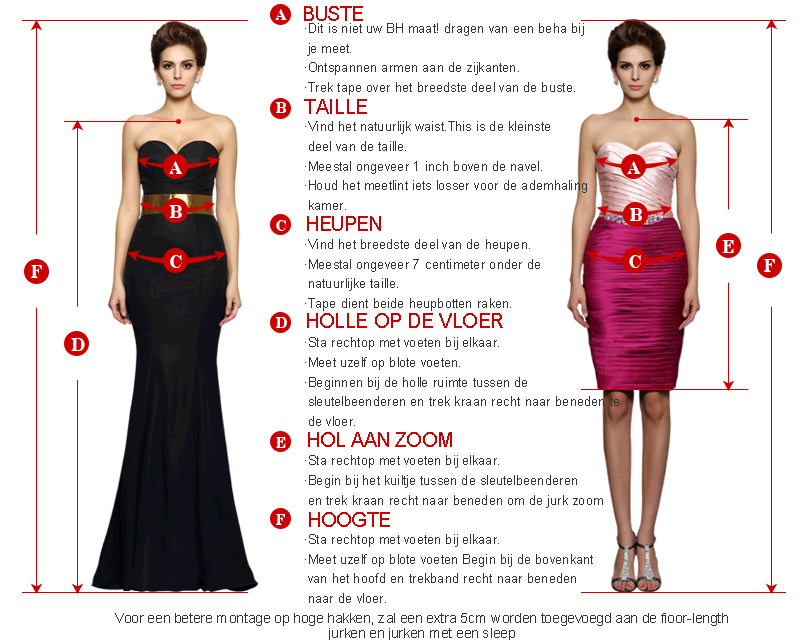 A BUSTE
·Dit is niet uw BH maat! dragen van een beha bij
je meet.
·Ontspannen armen aan de zijkanten.
·Trek tape over het breedste deel van de buste.
B TAILLE
·Vind het natuurlijk waist.This is de kleinste
deel van de taille.
·Meestal ongeveer 1 inch boven de navel.
·Houd het meetlint iets losser voor de ademhaling
kamer.
C HEUPEN
·Vind het breedste deel van de heupen.
·Meestal ongeveer 7 centimeter onder de
natuurlijke taille.
·Tape dient beide heupbotten raken.
D HOLLE OP DE VLOER
·Sta rechtop met voeten bij elkaar.
·Meet uzelf op blote voeten.
·Beginnen bij de holle ruimte tussen de
sleutelbeenderen en trek kraan recht naar beneden te
de vloer.
E HOL AAN ZOOM
·Sta rechtop met voeten bij elkaar.
·Begin bij het kuiltje tussen de sleutelbeenderen
en trek kraan recht naar beneden om de jurk zoom
F HOOGTE
·Sta rechtop met voeten bij elkaar.
·Meet uzelf op blote voeten Begin bij de bovenkant
van het hoofd en trekband recht naar beneden
naar de vloer.
A
B
C
D
F
A
B
C
E
F
Voor een betere montage op hoge hakken, zal een extra 5cm worden toegevoegd aan de floor-length
jurken en jurken met een sleep